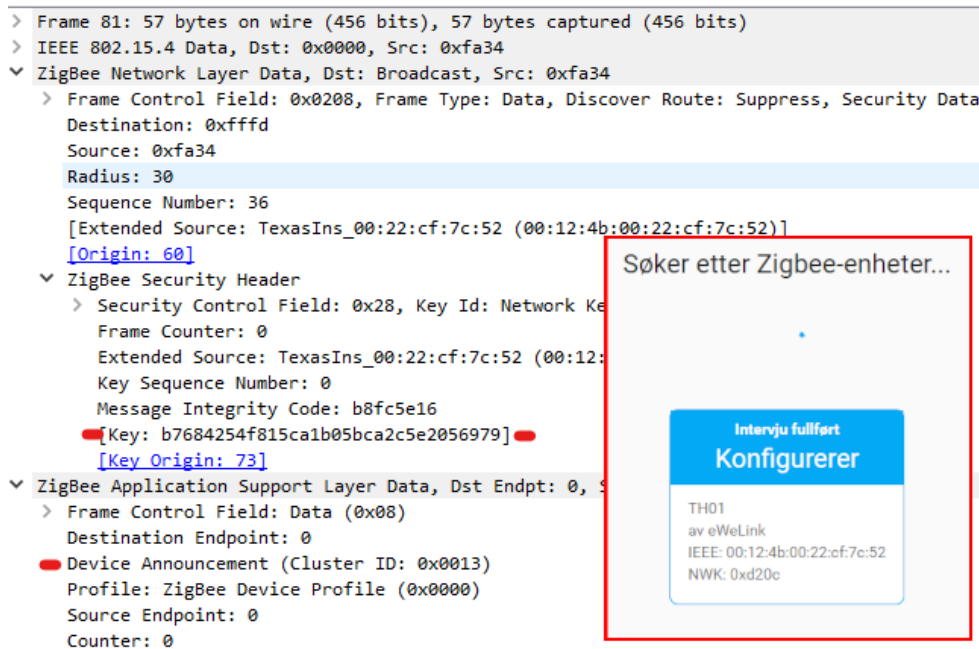 Frame 81: 57 bytes on wire (456 bits), 57 bytes captured (456 bits)
IEEE 802.15.4 Data, Dst: 0x0000, Src: 0xfa34
ZigBee Network Layer Data, Dst: Broadcast, Src: 0xfa34
Frame Control Field: 0x0208, Frame Type: Data, Discover Route: Suppress, Security Data
Destination: 0xfffd
Source: 0xfa34
Radius: 30
Sequence Number: 36
[Extended Source: TexasIns_00:22:cf:7c:52 (00:12:4b:00:22:cf:7c:52)]
[Origin: 60]
ZigBee Security Header
Security Control Field: 0x28, Key Id: Network Ke
Frame Counter: 0
Extended Source: TexasIns_00:22:cf:7c:52 (00:12:
Key Sequence Number: 0
Message Integrity Code: b8fc5e16
[Key: b7684254f815ca1b05bca2c5e2056979]
[Key Origin: 73]
ZigBee Application Support Layer Data, Dst Endpt: 0, S
Frame Control Field: Data (0x08)
Destination Endpoint: 0
Device Announcement (Cluster ID: 0x0013)
Profile: ZigBee Device Profile (0x0000)
Source Endpoint: 0
Counter: 0
Søker etter Zigbee-enheter...
Intervju fullført
Konfigurerer
TH01
av eWeLink
IEEE: 00:12:4b:00:22:cf:7c:52
NWK: 0xd20c